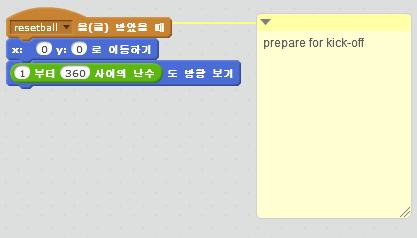 resetball 을(를) 받았을 때
x: 0 y: 0 로 이동하기
1 부터 360 사이의 난수 도 방향 보기
prepare for kick-off